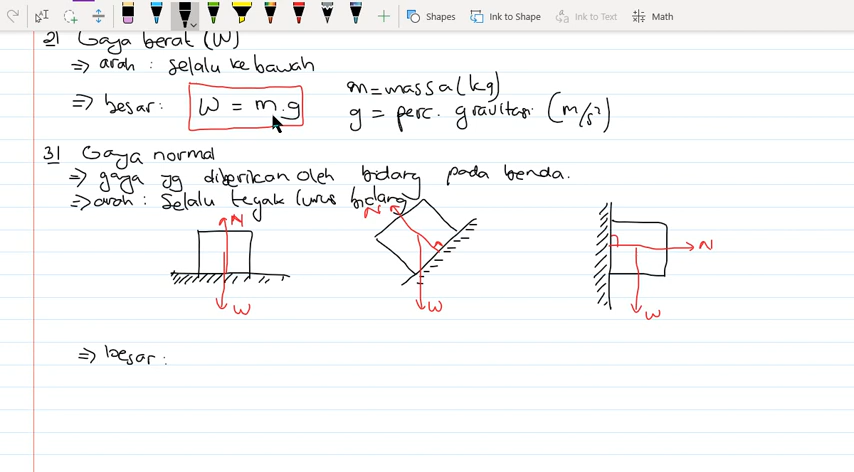 Shapes Ink to Shape Ink to Text Math
2) Gaya berat (W)
⇒ arah : Selalu ke bawah
⇒ besar : W = m.g
m = massa (kg)
g = perc. gravitasi (m/s²)
3) Gaya normal
⇒ gaya yg diberikan oleh bidang pada benda.
⇒ arah : Selalu tegak lurus bidang
N N N
W W W
⇒ besar :